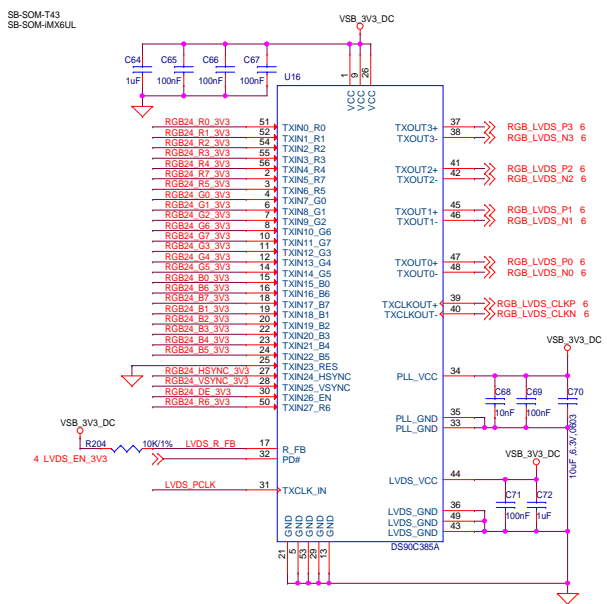 SB-SOM-T43
SB-SOM-iMX6UL
VSB_3V3_DC
C64
1uF
C65
100nF
C66
100nF
C67
100nF
U16
1 VCC
9 VCC
26 VCC
RGB24_R0_3V3 51 TXIN0_R0
RGB24_R1_3V3 52 TXIN1_R1
RGB24_R2_3V3 54 TXIN2_R2
RGB24_R3_3V3 55 TXIN3_R3
RGB24_R4_3V3 56 TXIN4_R4
RGB24_R7_3V3 2 TXIN5_R7
RGB24_R5_3V3 3 TXIN6_R5
RGB24_G0_3V3 4 TXIN7_G0
RGB24_G1_3V3 6 TXIN8_G1
RGB24_G2_3V3 7 TXIN9_G2
RGB24_G6_3V3 8 TXIN10_G6
RGB24_G7_3V3 10 TXIN11_G7
RGB24_G3_3V3 11 TXIN12_G3
RGB24_G4_3V3 12 TXIN13_G4
RGB24_G5_3V3 14 TXIN14_G5
RGB24_B0_3V3 15 TXIN15_B0
RGB24_B6_3V3 16 TXIN16_B6
RGB24_B7_3V3 18 TXIN17_B7
RGB24_B1_3V3 19 TXIN18_B1
RGB24_B2_3V3 20 TXIN19_B2
RGB24_B3_3V3 22 TXIN20_B3
RGB24_B4_3V3 23 TXIN21_B4
RGB24_B5_3V3 24 TXIN22_B5
25 TXIN23_RES
RGB24_HSYNC_3V3 27 TXIN24_HSYNC
RGB24_VSYNC_3V3 28 TXIN25_VSYNC
RGB24_DE_3V3 30 TXIN26_EN
RGB24_R6_3V3 50 TXIN27_R6
VSB_3V3_DC
R204 10K/1% LVDS_R_FB 17 R_FB
4 LVDS_EN_3V3 32 PD#
LVDS_PCLK 31 TXCLK_IN
TXOUT3+ 37 RGB_LVDS_P3 6
TXOUT3- 38 RGB_LVDS_N3 6
TXOUT2+ 41 RGB_LVDS_P2 6
TXOUT2- 42 RGB_LVDS_N2 6
TXOUT1+ 45 RGB_LVDS_P1 6
TXOUT1- 46 RGB_LVDS_N1 6
TXOUT0+ 47 RGB_LVDS_P0 6
TXOUT0- 48 RGB_LVDS_N0 6
TXCLKOUT+ 39 RGB_LVDS_CLKP 6
TXCLKOUT- 40 RGB_LVDS_CLKN 6
VSB_3V3_DC
PLL_VCC 34
C68
10nF
C69
100nF
C70
10uF_6.3V,0603
PLL_GND 35
PLL_GND 33
VSB_3V3_DC
LVDS_VCC 44
C71
100nF
C72
1uF
LVDS_GND 36
LVDS_GND 49
LVDS_GND 43
GND 21
GND 5
GND 53
GND 29
GND 13
DS90C385A